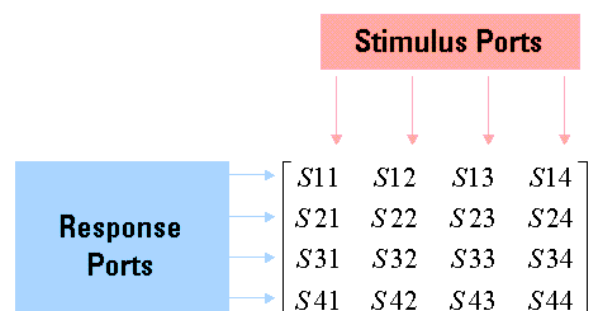 Stimulus Ports
Response
Ports
S11 S12 S13 S14
S21 S22 S23 S24
S31 S32 S33 S34
S41 S42 S43 S44